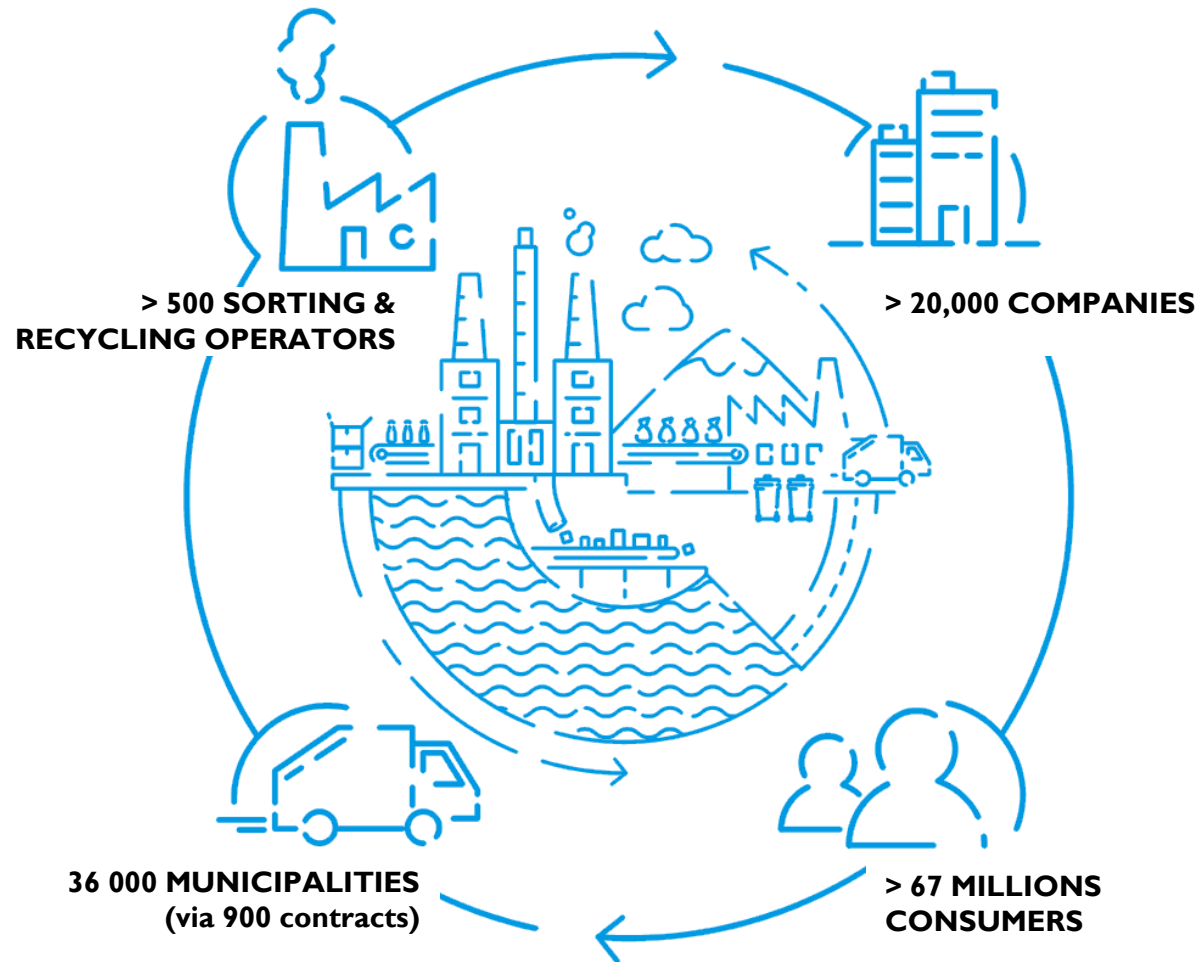 > 500 SORTING &
RECYCLING OPERATORS
> 20,000 COMPANIES
36 000 MUNICIPALITIES
(via 900 contracts)
> 67 MILLIONS
CONSUMERS